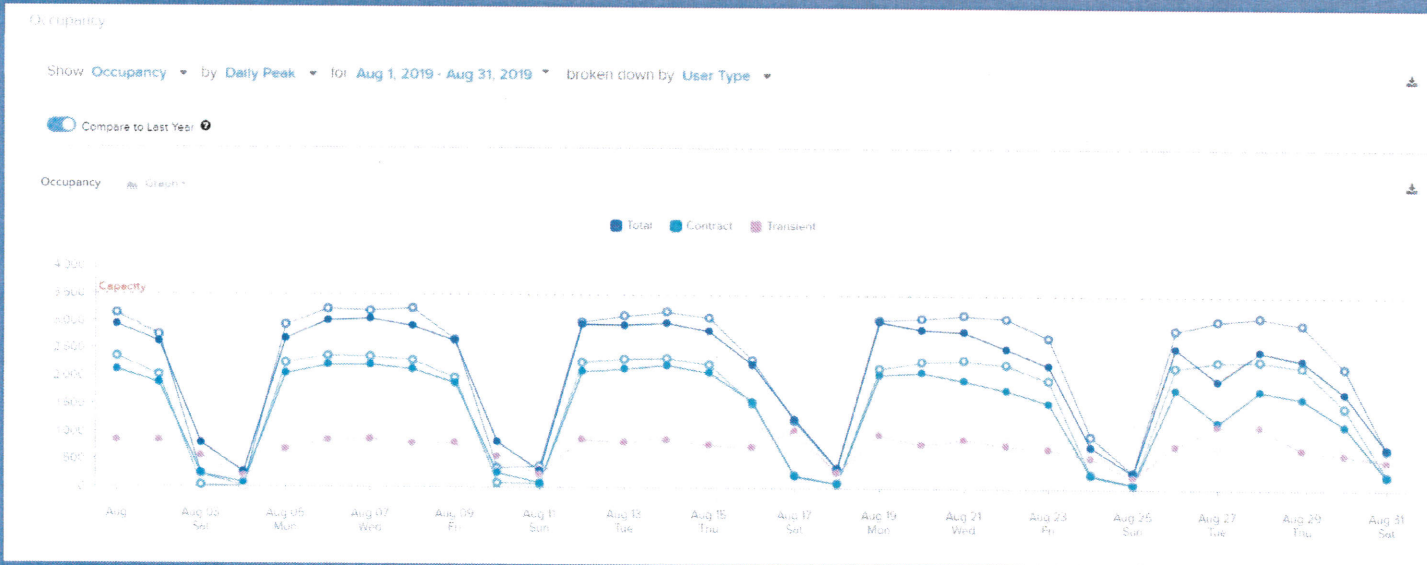 Occupancy
Show Occupancy by Daily Peak for Aug 1, 2019 - Aug 31, 2019 broken down by User Type
Compare to Last Year
Occupancy Graph
Total Contract Transient
4,000
Capacity
3,500
3,000
2,500
2,000
1,500
1,000
500
0
Aug Aug 03 Aug 05 Aug 07 Aug 09 Aug 11 Aug 13 Aug 15 Aug 17 Aug 19 Aug 21 Aug 23 Aug 25 Aug 27 Aug 29 Aug 31
Sat Mon Wed Fri Sun Tue Thu Sat Mon Wed Fri Sun Tue Thu Sat